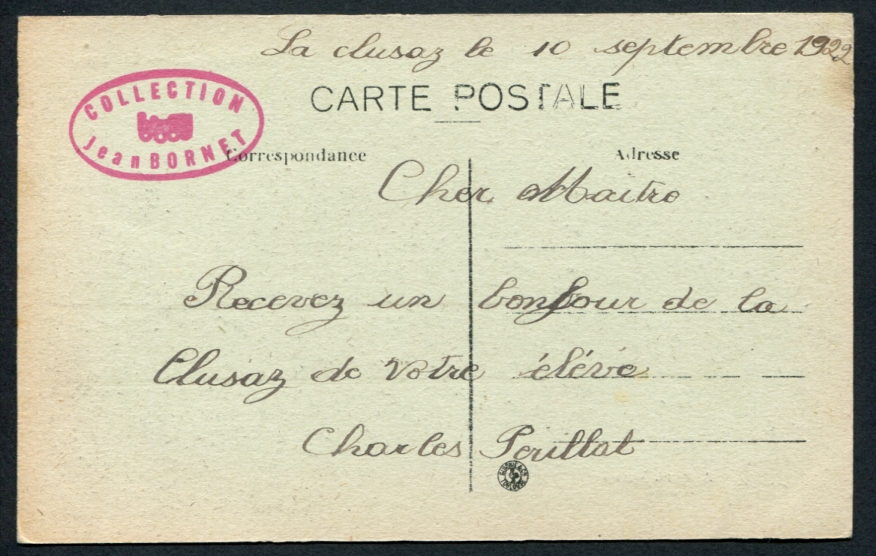 La clusaz le 10 septembre 1922
COLLECTION
Jean BORNET
CARTE POSTALE
Correspondance
Adresse
Cher Maitre
Recevez un bonjour de la
Clusaz de votre élève
Charles Perillat